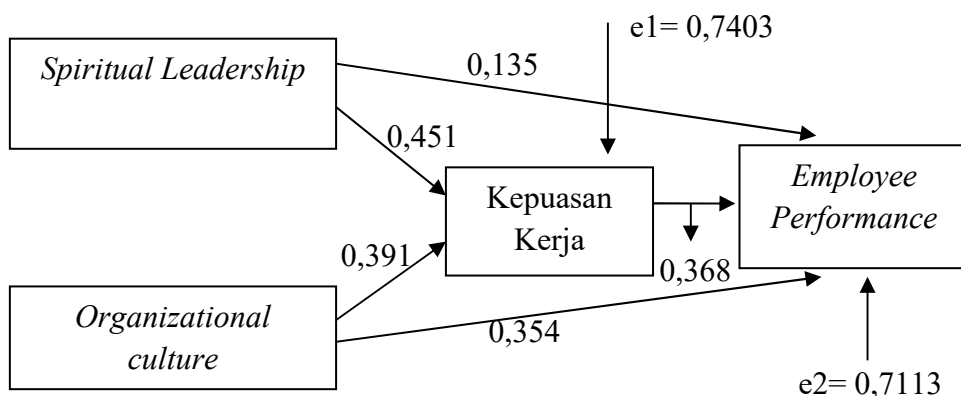 e1= 0,7403
Spiritual Leadership
0,135
0,451
Kepuasan
Kerja
Employee
Performance
0,391
0,368
Organizational
culture
0,354
e2= 0,7113